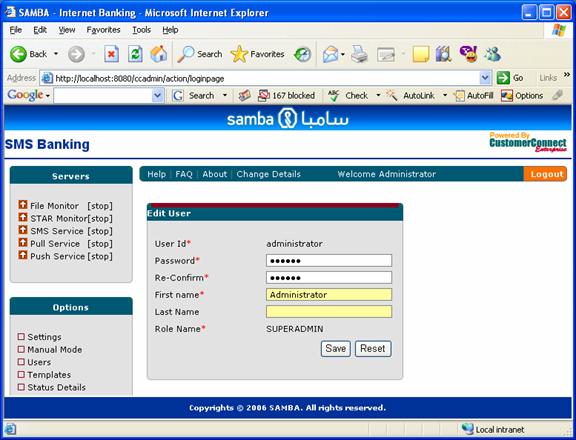 SAMBA - Internet Banking - Microsoft Internet Explorer
File Edit View Favorites Tools Help
Back Search Favorites
Address http://localhost:8080/ccadmin/action/loginpage Go Links »
Google Search 167 blocked Check AutoLink AutoFill Options
samba سامبا
SMS Banking
Powered By
CustomerConnect
Enterprise
Servers
Help | FAQ | About | Change Details Welcome Administrator Logout
File Monitor [stop]
STAR Monitor [stop]
SMS Service [stop]
Pull Service [stop]
Push Service [stop]
Edit User
User Id* administrator
Password* ●●●●●●
Re-Confirm* ●●●●●●
First name* Administrator
Last Name
Role Name* SUPERADMIN
Save Reset
Options
Settings
Manual Mode
Users
Templates
Status Details
Copyrights © 2006 SAMBA. All rights reserved.
Local intranet